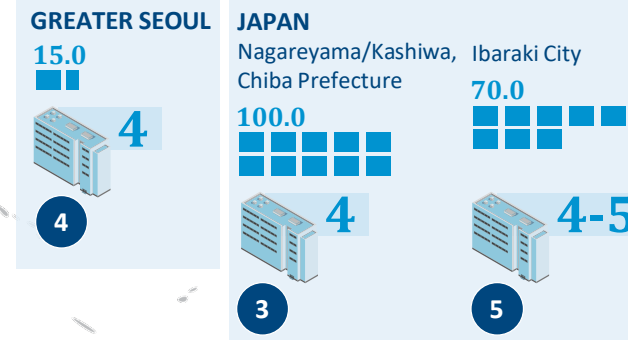 GREATER SEOUL
15.0
4
4
JAPAN
Nagareyama/Kashiwa,
Chiba Prefecture
100.0
4
3
Ibaraki City
70.0
4-5
5